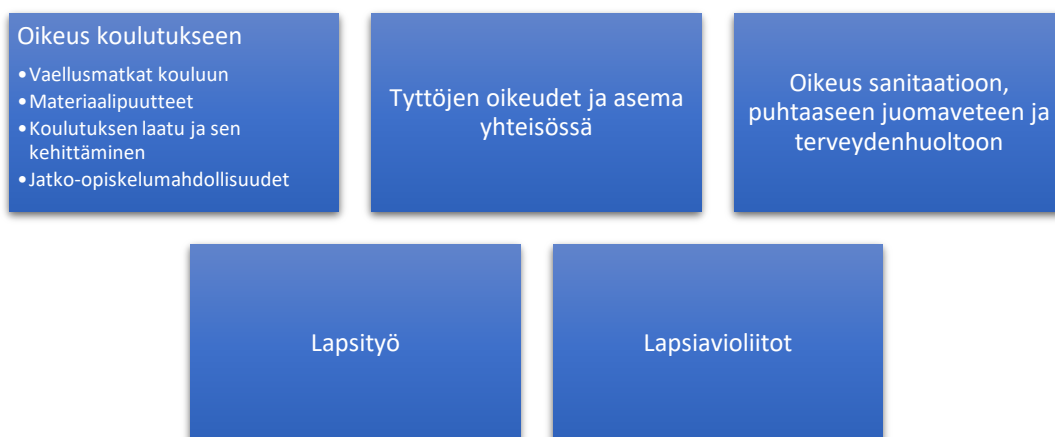 Oikeus koulutukseen
•Vaellusmatkat kouluun
•Materiaalipuutteet
•Koulutuksen laatu ja sen
kehittäminen
•Jatko-opiskelumahdollisuudet
Tyttöjen oikeudet ja asema
yhteisössä
Oikeus sanitaatioon,
puhtaaseen juomaveteen ja
terveydenhuoltoon
Lapsityö
Lapsiavioliitot